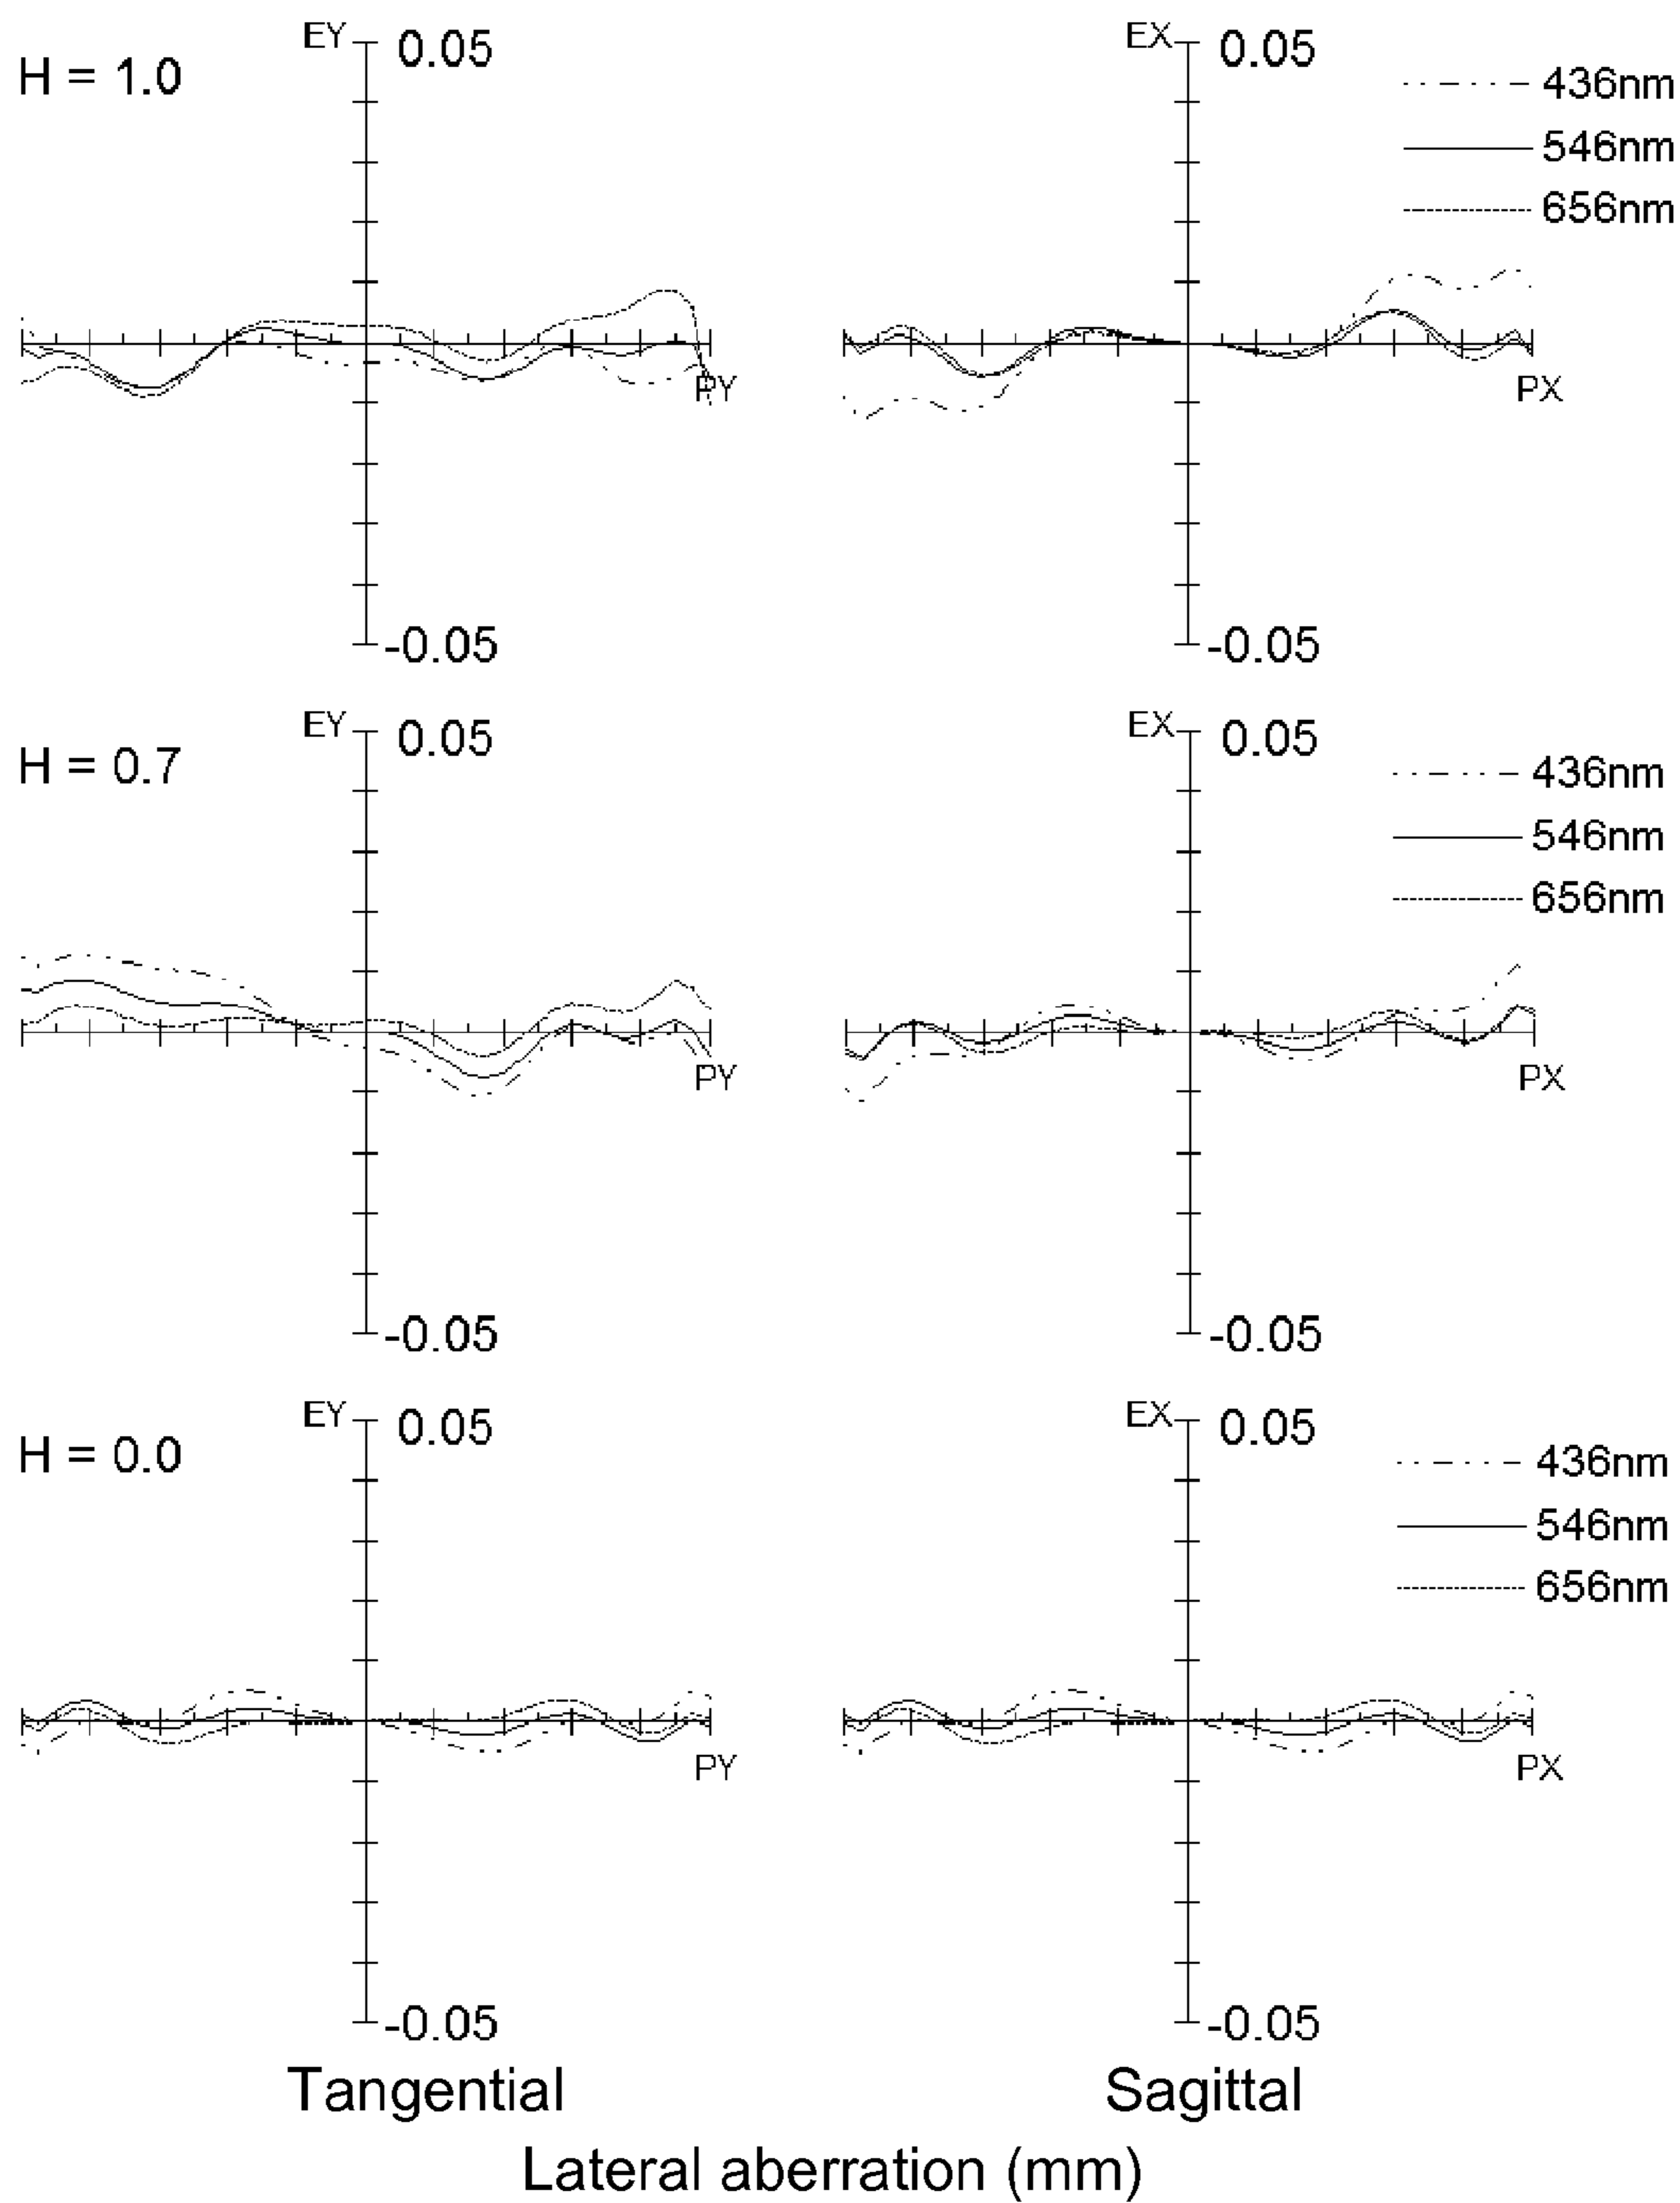 EY 0.05 EX 0.05
H = 1.0
436nm
546nm
656nm
PY PX
-0.05 -0.05
EY 0.05 EX 0.05
H = 0.7
436nm
546nm
656nm
PY PX
-0.05 -0.05
EY 0.05 EX 0.05
H = 0.0
436nm
546nm
656nm
PY PX
-0.05 -0.05
Tangential Sagittal
Lateral aberration (mm)